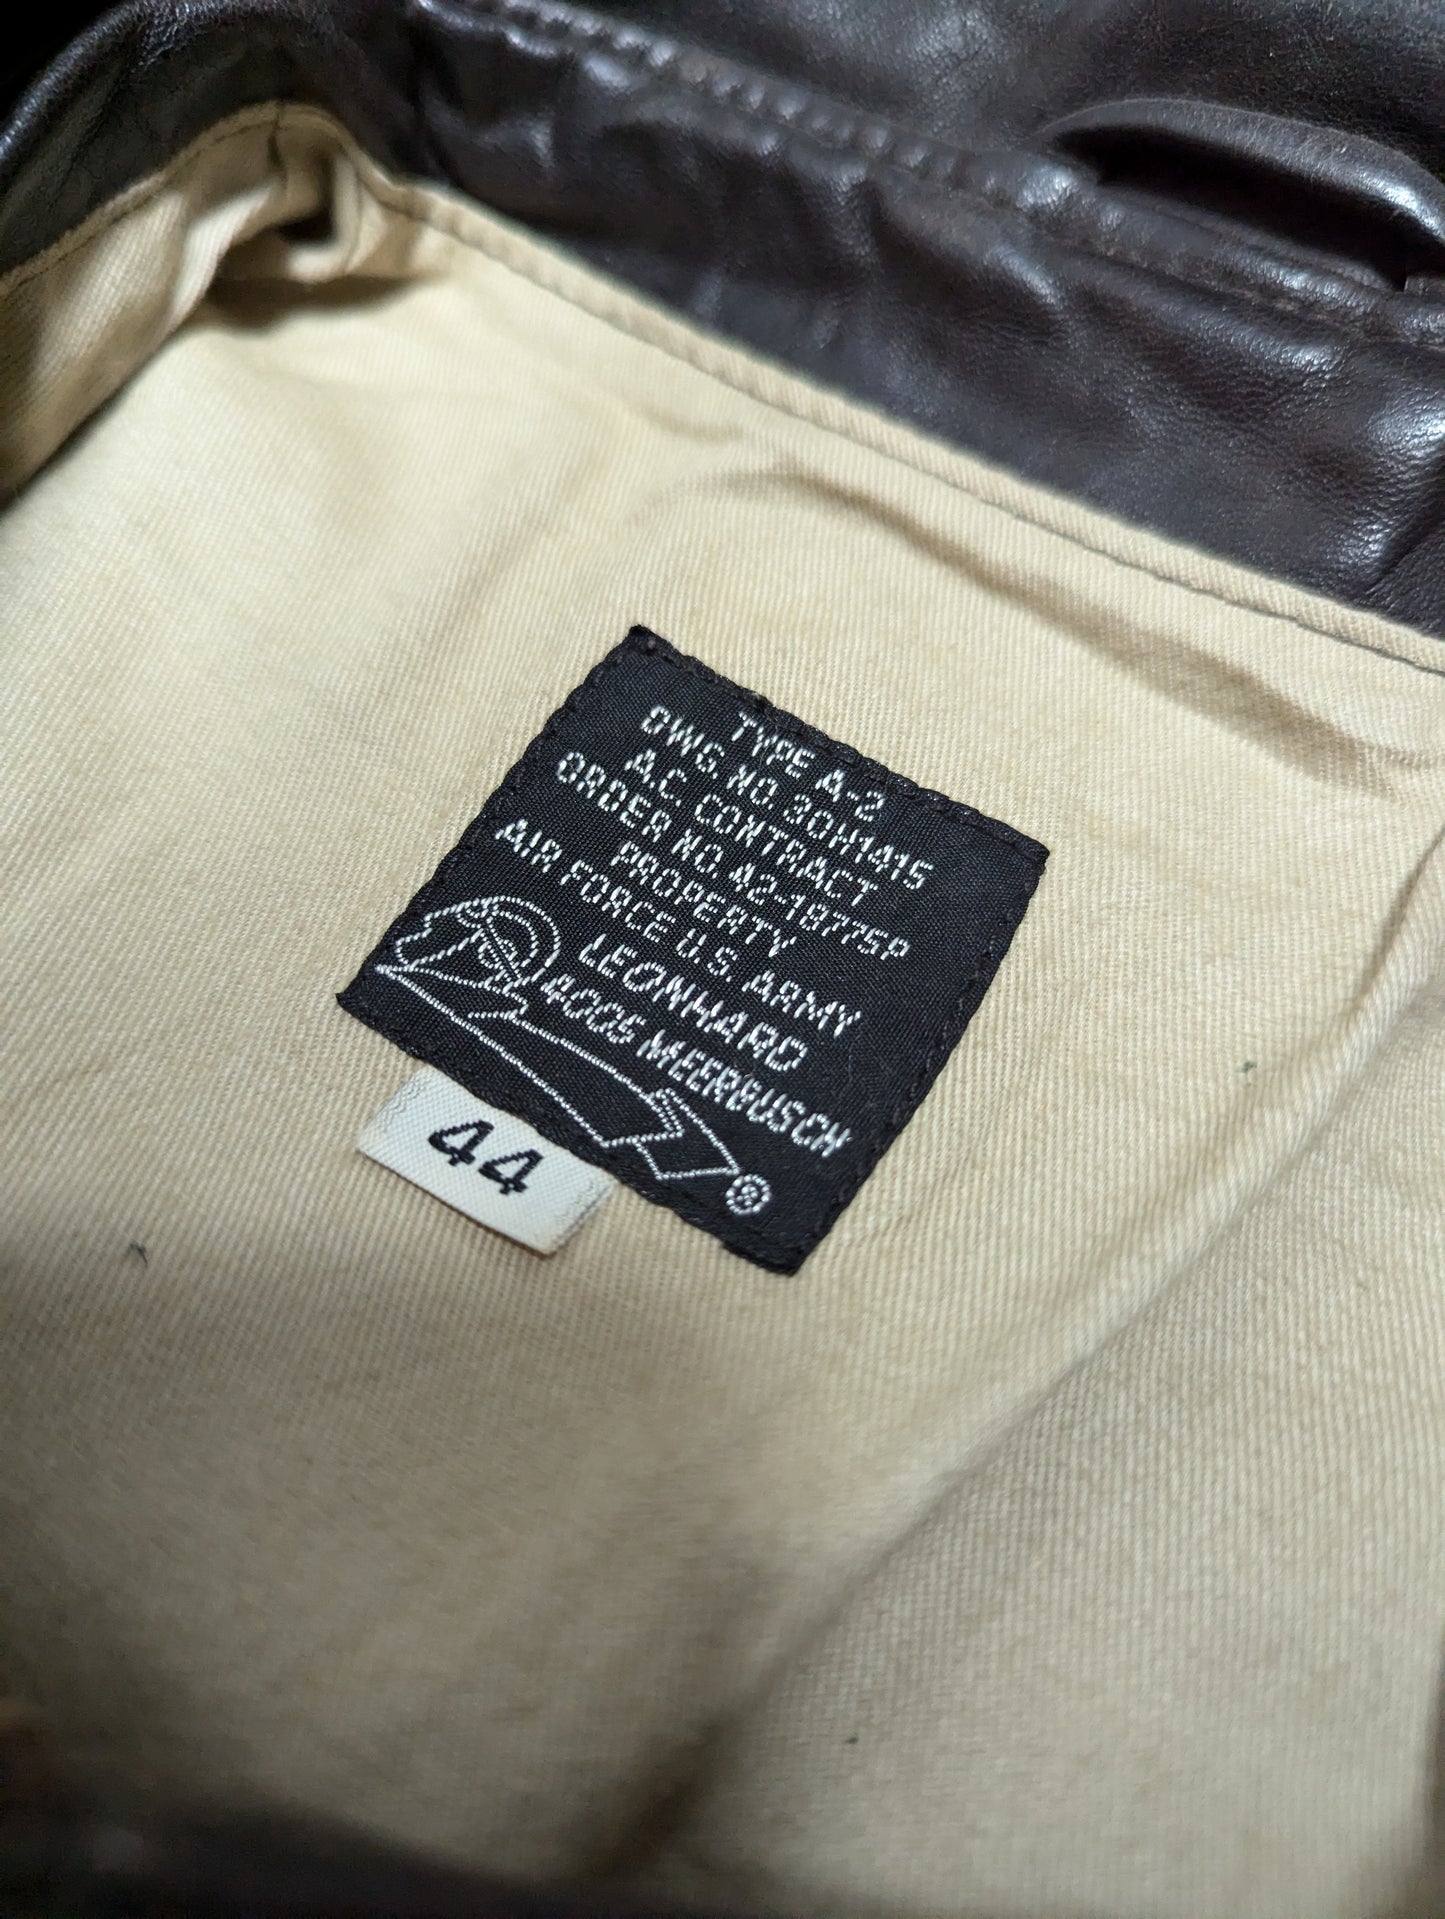 TYPE A-2
DWG. NO. 30H1415
A.C. CONTRACT
ORDER NO. 42-18775P
PROPERTY
AIR FORCE U.S. ARMY
LEONHARD
4005 MEERBUSCH
®
44